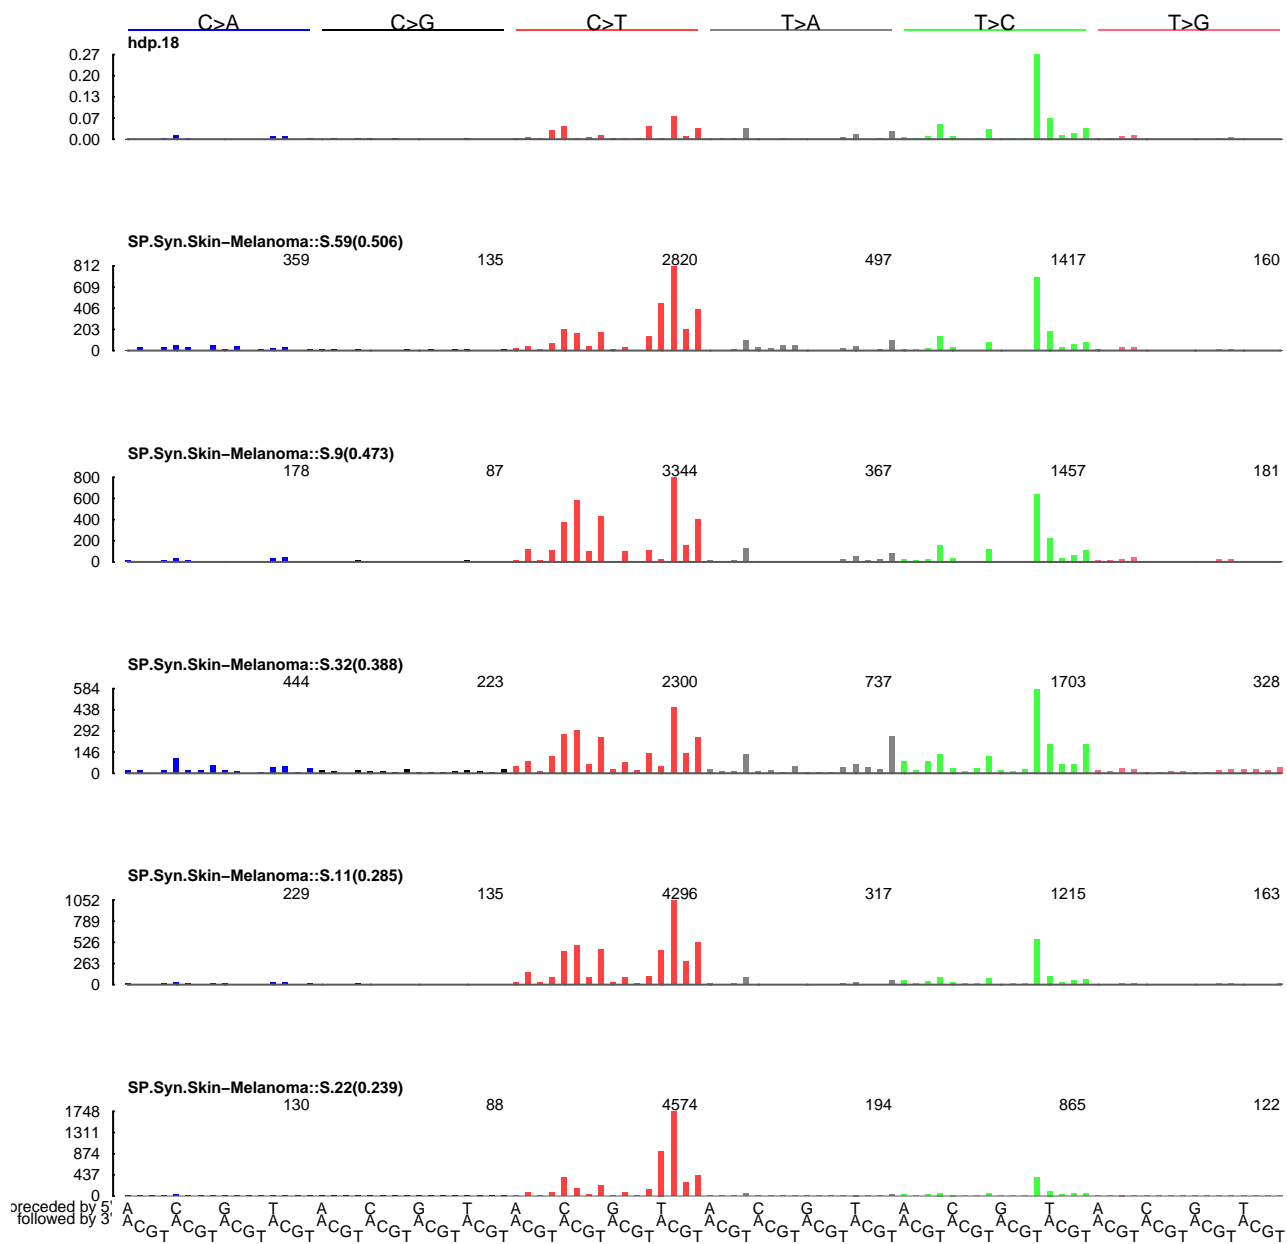 C>A C>G C>T T>A T>C T>G
hdp.18
0.27
0.20
0.13
0.07
0.00
SP.Syn.Skin−Melanoma::S.59(0.506)
359 135 2820 497 1417 160
812
609
406
203
0
SP.Syn.Skin−Melanoma::S.9(0.473)
178 87 3344 367 1457 181
800
600
400
200
0
SP.Syn.Skin−Melanoma::S.32(0.388)
444 223 2300 737 1703 328
584
438
292
146
0
SP.Syn.Skin−Melanoma::S.11(0.285)
229 135 4296 317 1215 163
1052
789
526
263
0
SP.Syn.Skin−Melanoma::S.22(0.239)
130 88 4574 194 865 122
1748
1311
874
437
0
preceded by 5' A C G T A C G T A C G T A C G T A C G T A C G T
followed by 3' A C G T A C G T A C G T A C G T A C G T A C G T A C G T A C G T A C G T A C G T A C G T A C G T A C G T A C G T A C G T A C G T A C G T A C G T A C G T A C G T A C G T A C G T A C G T A C G T